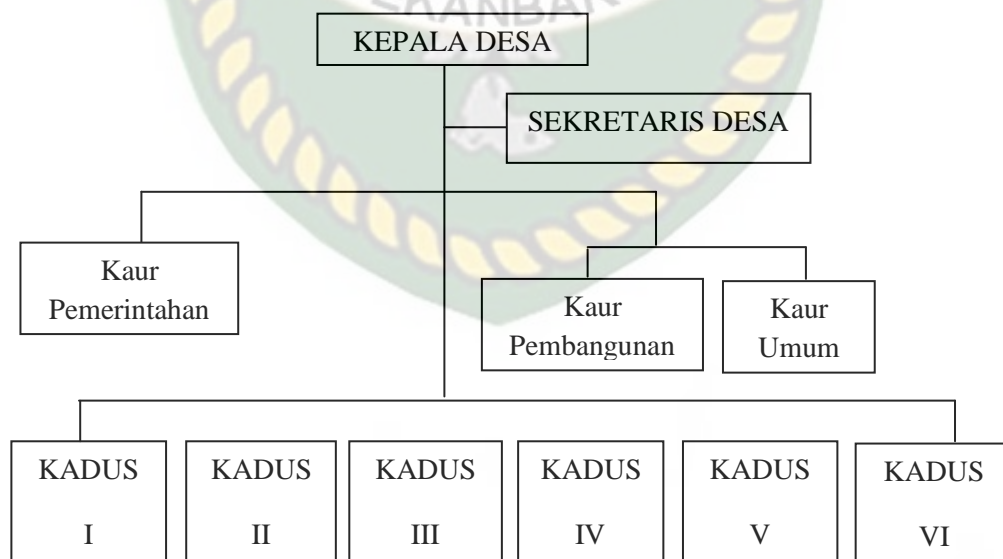 KEPALA DESA
SEKRETARIS DESA
Kaur
Pemerintahan
Kaur
Pembangunan
Kaur
Umum
KADUS
I
KADUS
II
KADUS
III
KADUS
IV
KADUS
V
KADUS
VI